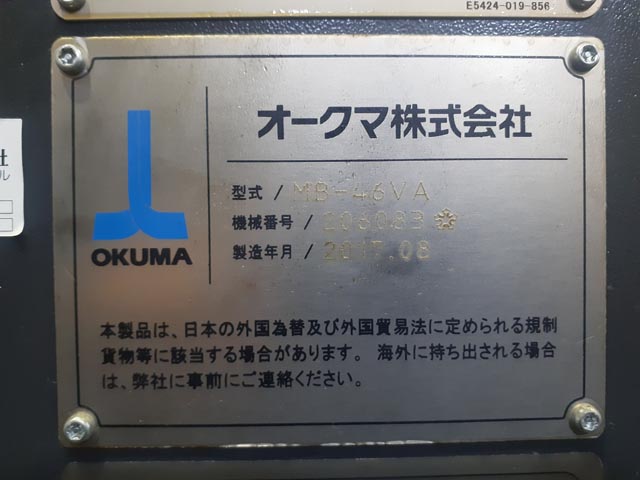 E5424-019-856
オークマ株式会社
型式 / MB-46VA
機械番号 / 206083
製造年月 / 2017.08
OKUMA
本製品は、日本の外国為替及び外国貿易法に定められる規制
貨物等に該当する場合があります。 海外に持ち出される場合
は、弊社に事前にご連絡ください。